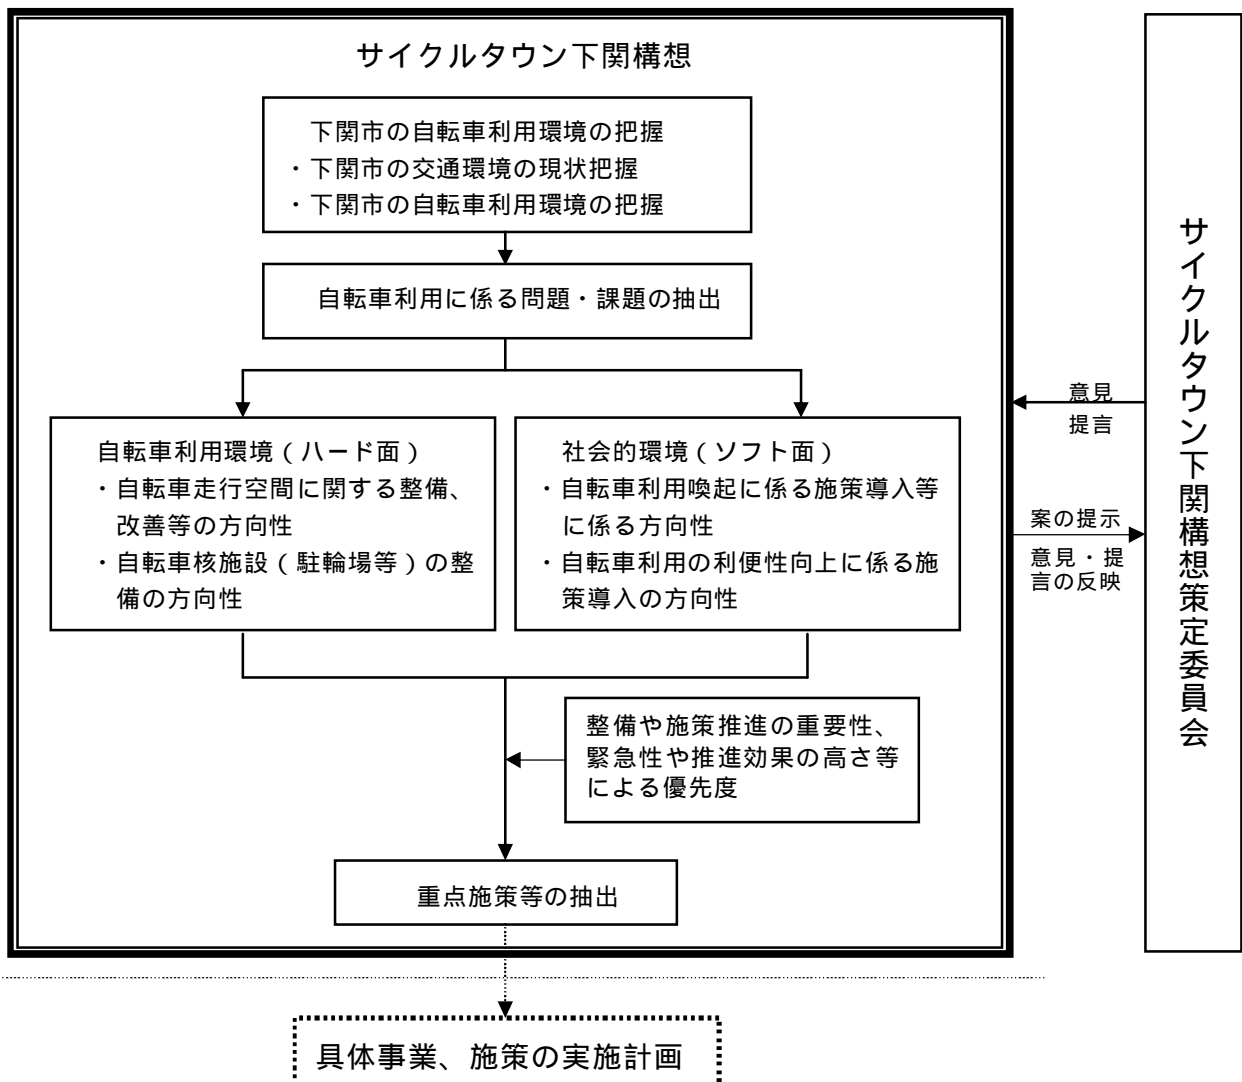 サイクルタウン下関構想
下関市の自転車利用環境の把握
・下関市の交通環境の現状把握
・下関市の自転車利用環境の把握
自転車利用に係る問題・課題の抽出
自転車利用環境(ハード面)
・自転車走行空間に関する整備、
改善等の方向性
・自転車核施設(駐輪場等)の整
備の方向性
社会的環境(ソフト面)
・自転車利用喚起に係る施策導入等
に係る方向性
・自転車利用の利便性向上に係る施
策導入の方向性
整備や施策推進の重要性、
緊急性や推進効果の高さ等
による優先度
重点施策等の抽出
具体事業、施策の実施計画
意見
提言
案の提示
意見・提
言の反映
サイクルタウン下関構想策定委員会